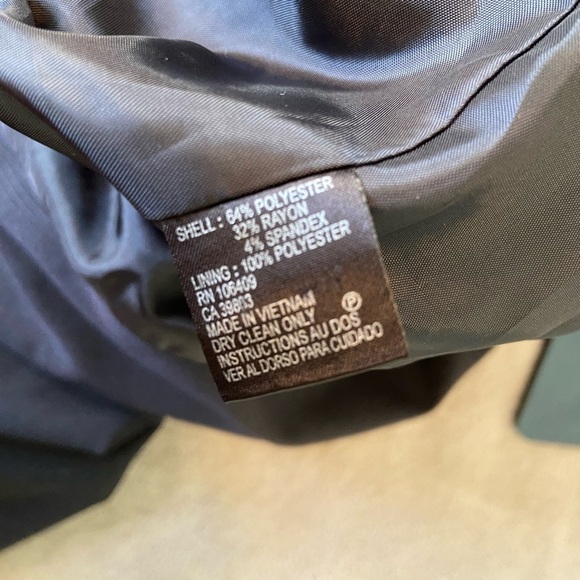 SHELL : 64% POLYESTER
32% RAYON
4% SPANDEX
LINING : 100% POLYESTER
RN 106409
CA 39803
MADE IN VIETNAM
DRY CLEAN ONLY
P
INSTRUCTIONS AU DOS
VER AL DORSO PARA CUIDADO